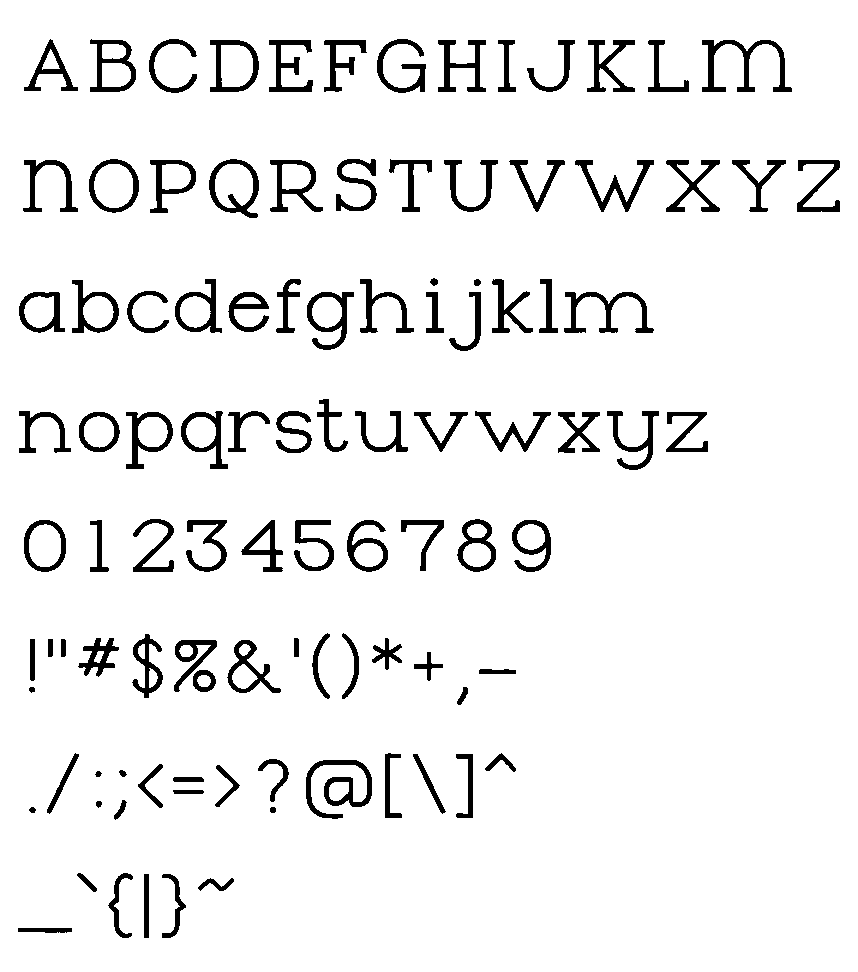 ABCDEFGHIJKLM
NOPQRSTUVWXYZ
abcdefghijklm
nopqrstuvwxyz
0123456789
!"#$%&'()*+,-
./:;<=>?@[\]^
_`{|}~